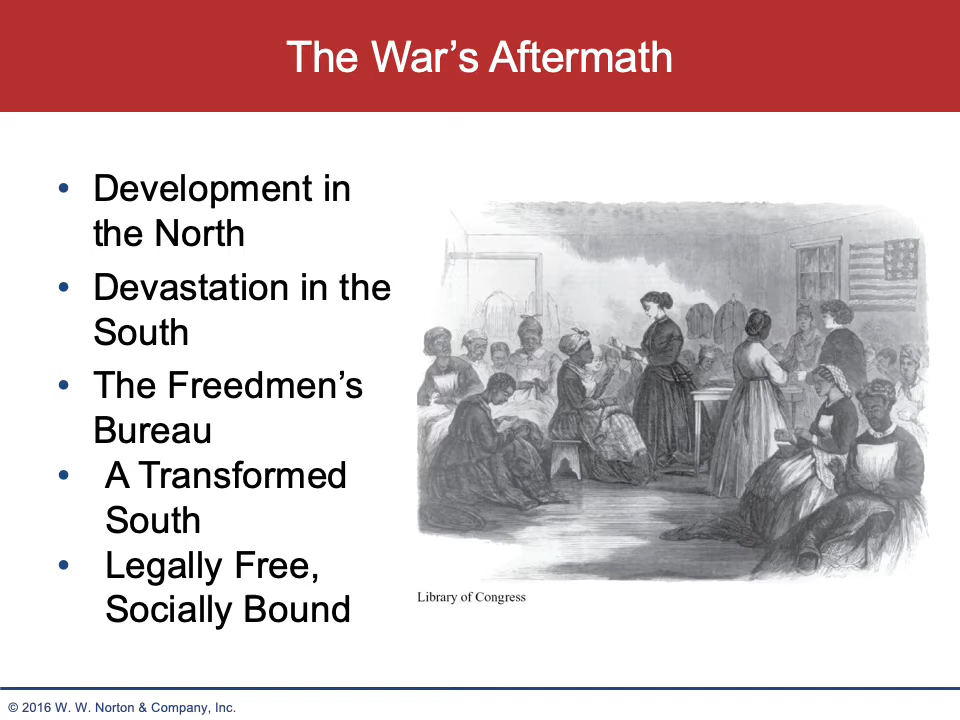 The War’s Aftermath
• Development in
the North
• Devastation in the
South
• The Freedmen’s
Bureau
• A Transformed
South
• Legally Free,
Socially Bound
Library of Congress
© 2016 W. W. Norton & Company, Inc.